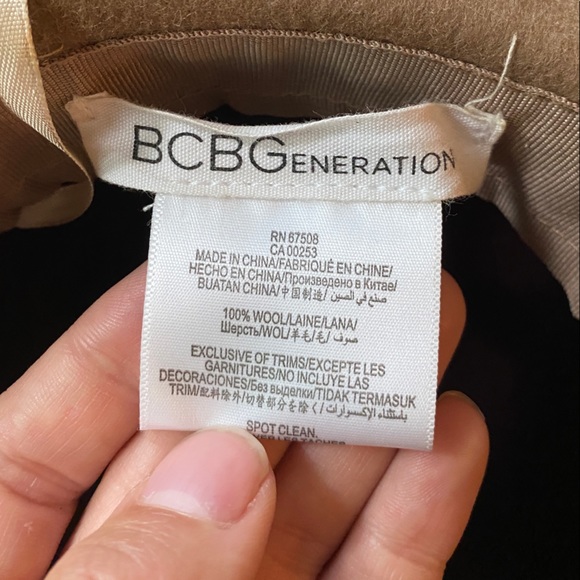 BCBGENERATION
RN 67508
CA 00253
MADE IN CHINA/FABRIQUÉ EN CHINE/
HECHO EN CHINA/Произведено в Китае/
BUATAN CHINA/中国制造/صنع في الصين
100% WOOL/LAINE/LANA/
Шерсть/WOL/羊毛/毛/صوف
EXCLUSIVE OF TRIMS/EXCEPTE LES
GARNITURES/NO INCLUYE LAS
DECORACIONES/Без выделки/TIDAK TERMASUK
TRIM/配料除外/切替部分を除く/باستثناء الإكسسوارات
SPOT CLEAN.